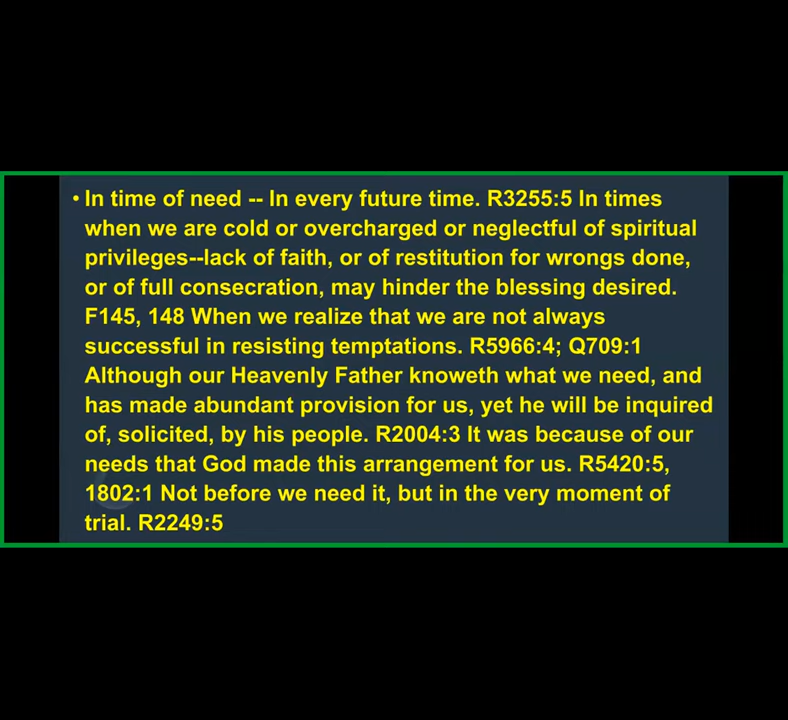 • In time of need -- In every future time. R3255:5 In times
when we are cold or overcharged or neglectful of spiritual
privileges--lack of faith, or of restitution for wrongs done,
or of full consecration, may hinder the blessing desired.
F145, 148 When we realize that we are not always
successful in resisting temptations. R5966:4; Q709:1
Although our Heavenly Father knoweth what we need, and
has made abundant provision for us, yet he will be inquired
of, solicited, by his people. R2004:3 It was because of our
needs that God made this arrangement for us. R5420:5,
1802:1 Not before we need it, but in the very moment of
trial. R2249:5